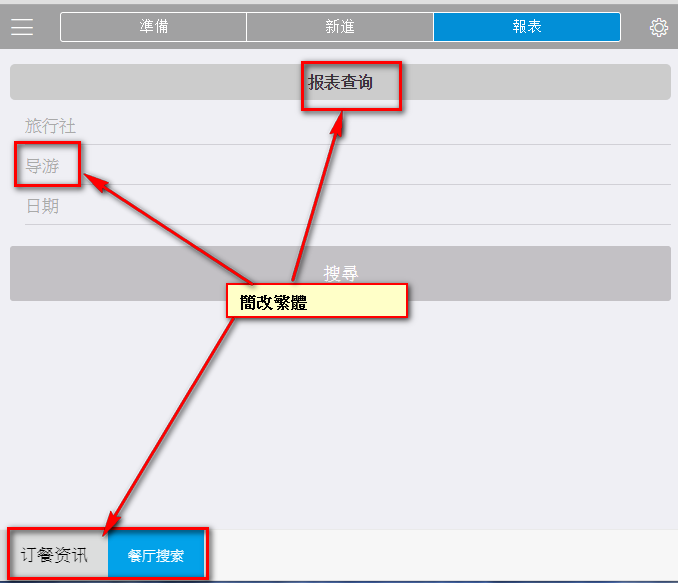 準備 新進 報表
报表查询
旅行社
导游
日期
搜尋
簡改繁體
订餐资讯 餐厅搜索